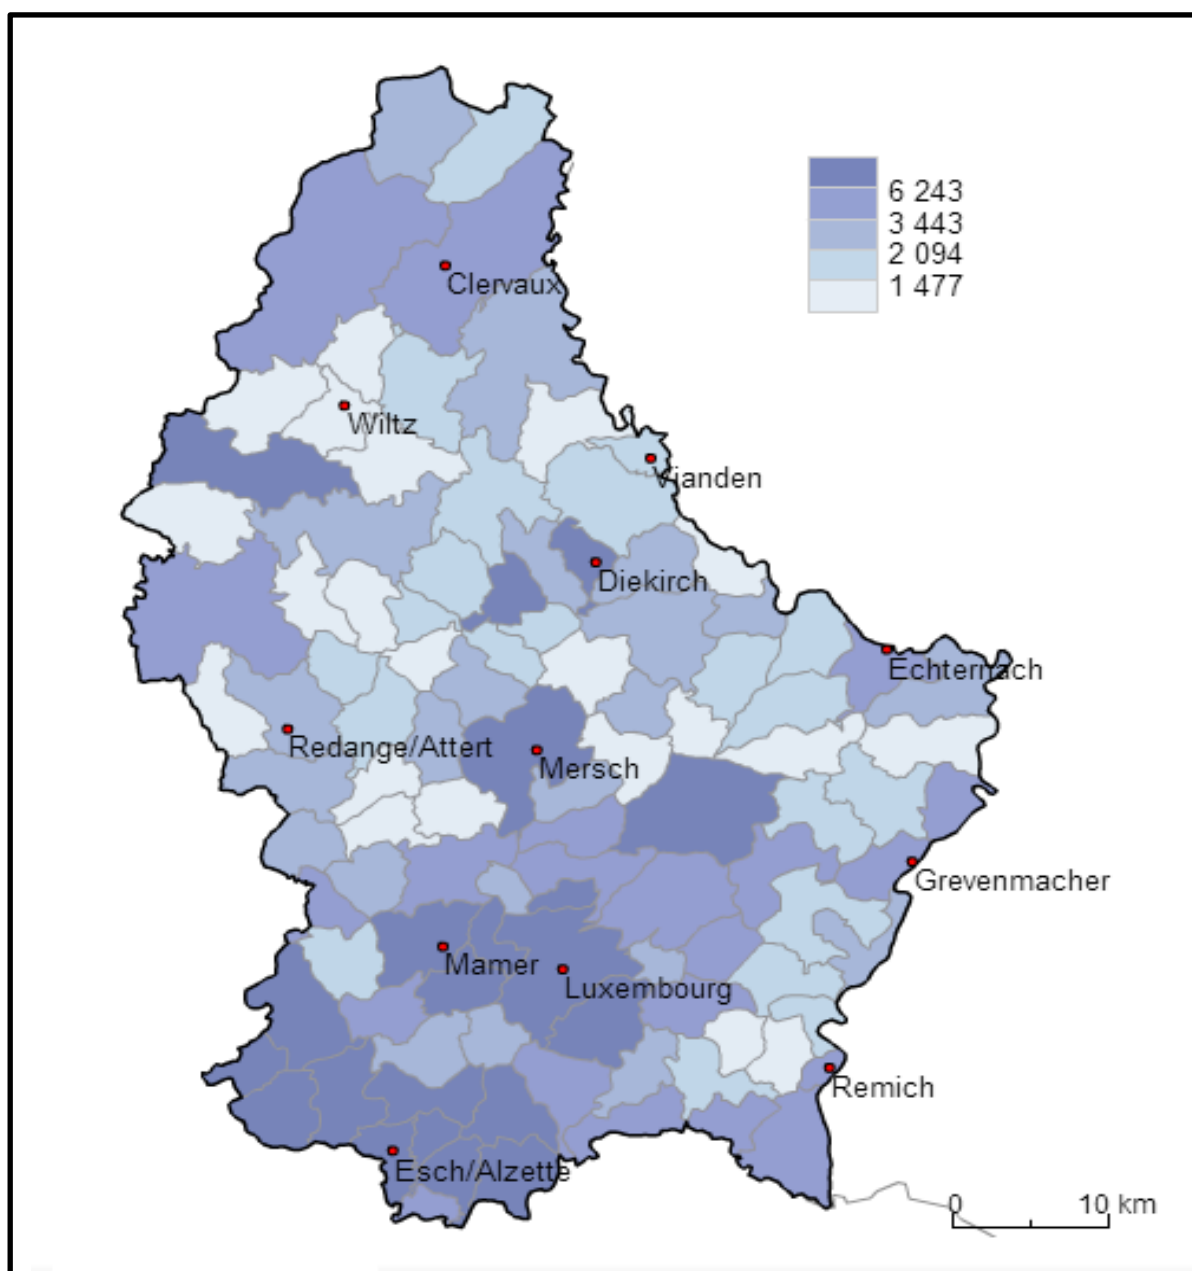 6 243
3 443
2 094
1 477
Clervaux
Wiltz
Vianden
Diekirch
Echternach
Redange/Attert
Mersch
Grevenmacher
Mamer
Luxembourg
Remich
Esch/Alzette
0 10 km